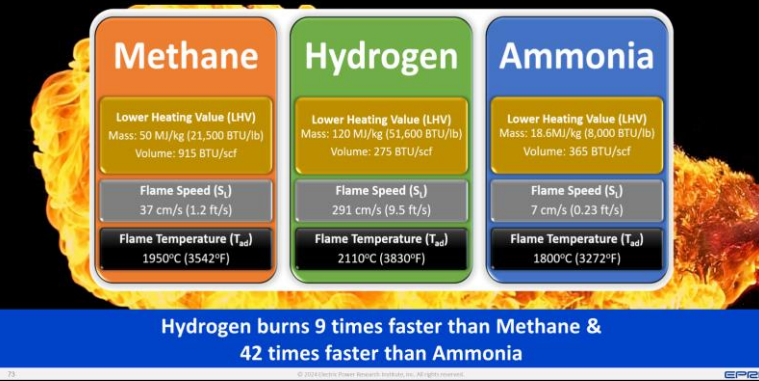 Methane
Lower Heating Value (LHV)
Mass: 50 MJ/kg (21,500 BTU/lb)
Volume: 915 BTU/scf
Flame Speed (SL)
37 cm/s (1.2 ft/s)
Flame Temperature (Tad)
1950°C (3542°F)
Hydrogen
Lower Heating Value (LHV)
Mass: 120 MJ/kg (51,600 BTU/lb)
Volume: 275 BTU/scf
Flame Speed (SL)
291 cm/s (9.5 ft/s)
Flame Temperature (Tad)
2110°C (3830°F)
Ammonia
Lower Heating Value (LHV)
Mass: 18.6MJ/kg (8,000 BTU/lb)
Volume: 365 BTU/scf
Flame Speed (SL)
7 cm/s (0.23 ft/s)
Flame Temperature (Tad)
1800°C (3272°F)
Hydrogen burns 9 times faster than Methane &
42 times faster than Ammonia
73
© 2024 Electric Power Research Institute, Inc. All rights reserved.